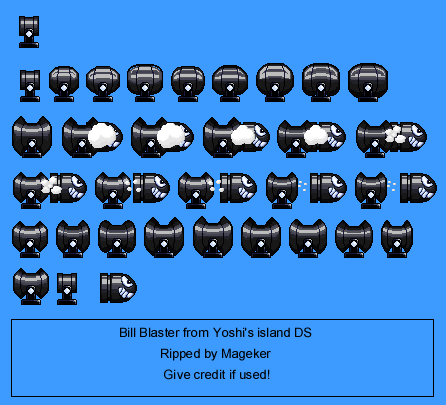 Bill Blaster from Yoshi's island DS
Ripped by Mageker
Give credit if used!